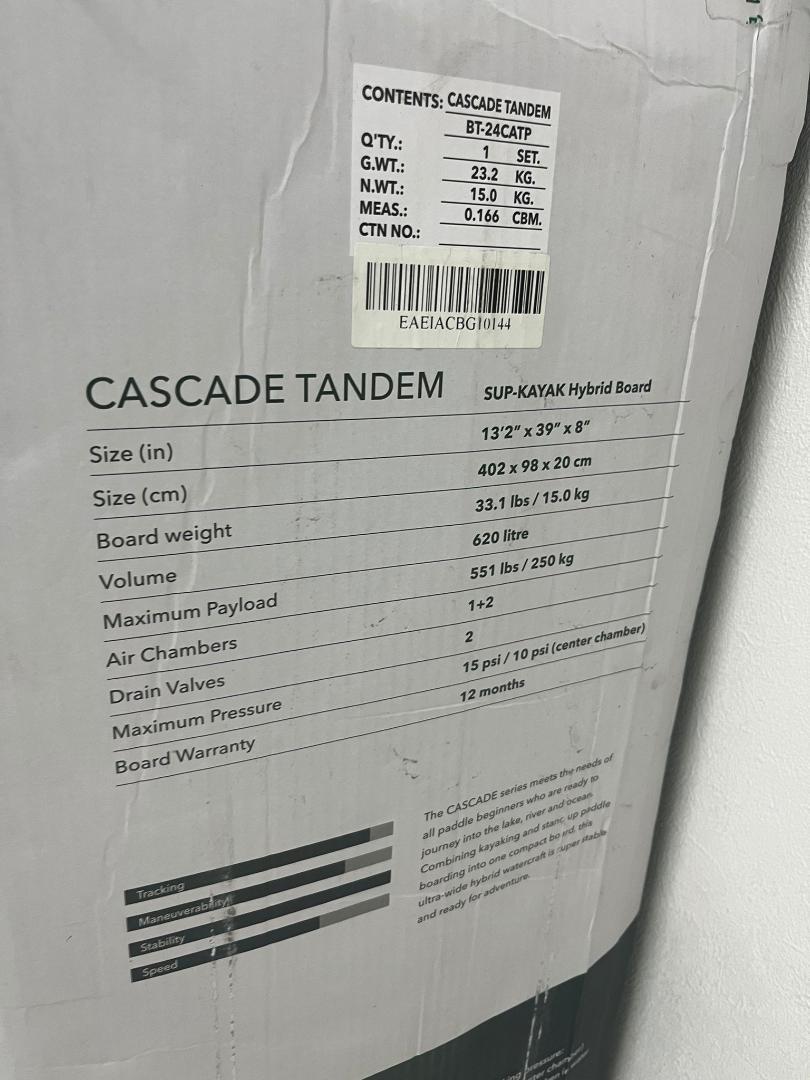 CONTENTS: CASCADE TANDEM
BT-24CATP
Q'TY.: 1 SET.
G.WT.: 23.2 KG.
N.WT.: 15.0 KG.
MEAS.: 0.166 CBM.
CTN NO.:
EAEIACBG10144
CASCADE TANDEM SUP-KAYAK Hybrid Board
Size (in) 13'2" x 39" x 8"
Size (cm) 402 x 98 x 20 cm
Board weight 33.1 lbs / 15.0 kg
Volume 620 litre
Maximum Payload 551 lbs / 250 kg
Air Chambers 1+2
Drain Valves 2
Maximum Pressure 15 psi / 10 psi (center chamber)
Board Warranty 12 months
Tracking
Maneuverability
Stability
Speed
The CASCADE series meets the needs of
all paddle beginners who are ready to
journey into the lake, river and ocean.
Combining kayaking and stand up paddle
boarding into one compact board, this
ultra-wide hybrid watercraft is super stable
and ready for adventure.
pressure:
chamber)
water